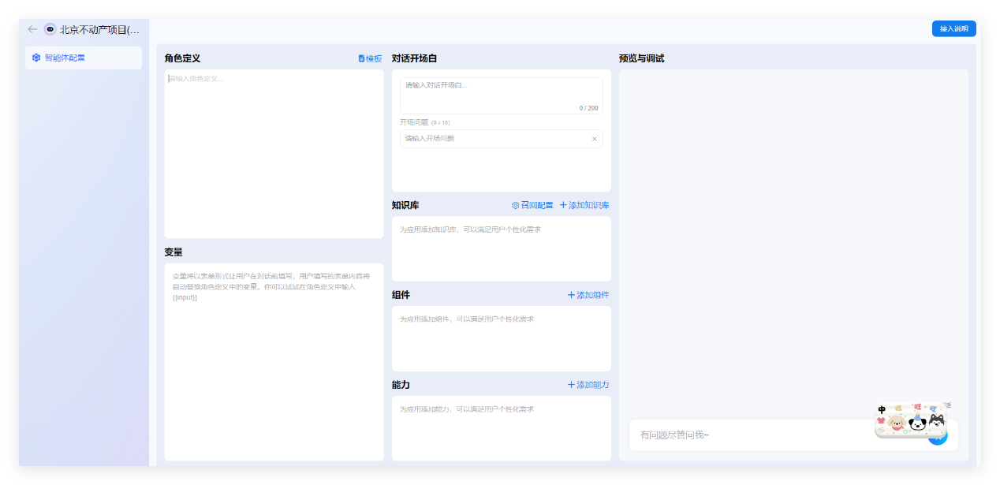 北京不动产项目(...
接入说明
智能体配置
角色定义
模板
请输入角色定义...
变量
变量将以表单形式让用户在对话前填写，用户填写的表单内容将
自动替换角色定义中的变量。你可以试试在角色定义中输入
{{input}}
对话开场白
请输入对话开场白...
0 / 200
开场问题 (0 / 10)
请输入开场问题
知识库
召回配置
添加知识库
为应用添加知识库，可以满足用户个性化需求
组件
添加组件
为应用添加组件，可以满足用户个性化需求
能力
添加能力
为应用添加能力，可以满足用户个性化需求
预览与调试
中
旺
旺
旺
话
有问题尽管问我~